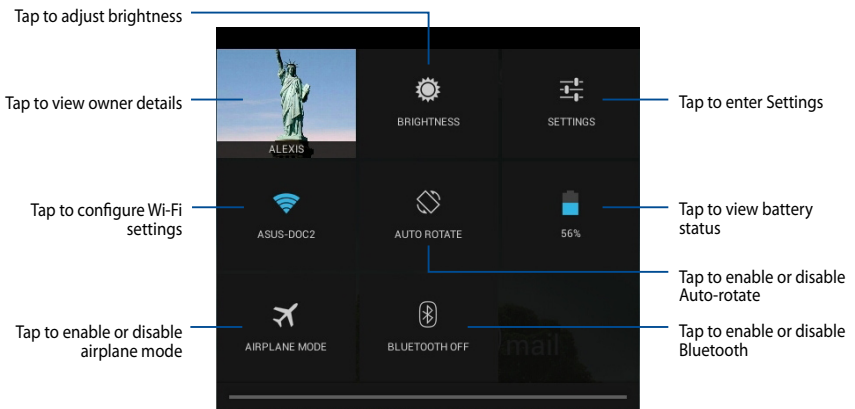 Tap to adjust brightness
Tap to view owner details
BRIGHTNESS
SETTINGS
Tap to enter Settings
ALEXIS
Tap to configure Wi-Fi
settings
ASUS-DOC2
AUTO ROTATE
56%
Tap to view battery
status
Tap to enable or disable
Auto-rotate
Tap to enable or disable
airplane mode
AIRPLANE MODE
BLUETOOTH OFF
mail
Tap to enable or disable
Bluetooth